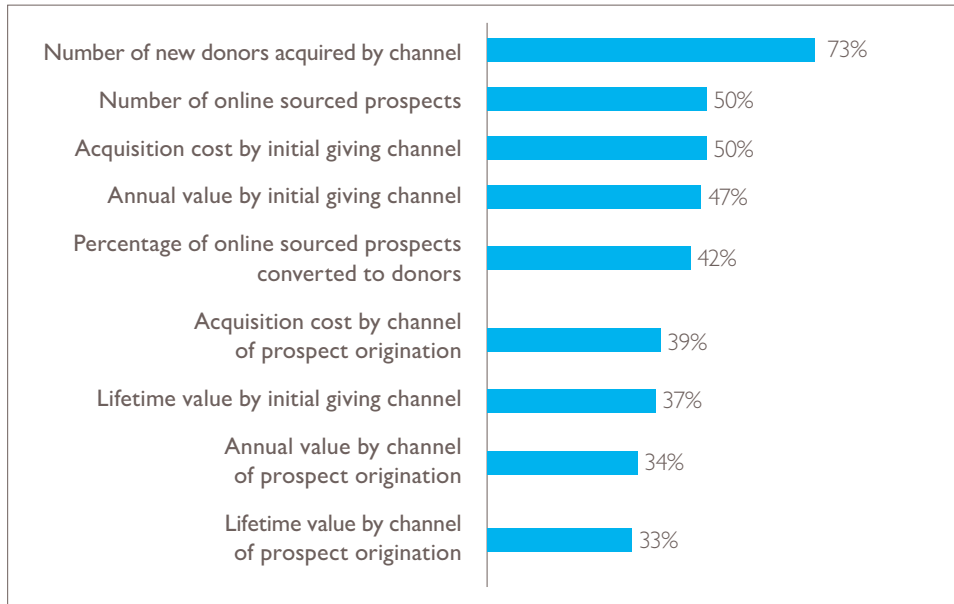 Number of new donors acquired by channel 73%
Number of online sourced prospects 50%
Acquisition cost by initial giving channel 50%
Annual value by initial giving channel 47%
Percentage of online sourced prospects
converted to donors 42%
Acquisition cost by channel
of prospect origination 39%
Lifetime value by initial giving channel 37%
Annual value by channel
of prospect origination 34%
Lifetime value by channel
of prospect origination 33%